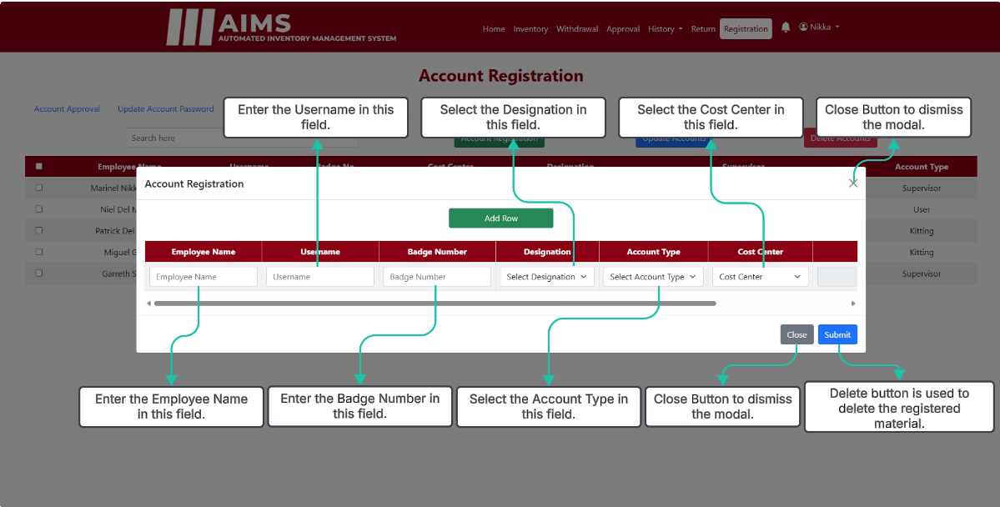 AIMS
AUTOMATED INVENTORY MANAGEMENT SYSTEM
Home Inventory Withdrawal Approval History Return Registration Nikka
Account Registration
Account Approval Update Account Password
Enter the Username in this
field.
Select the Designation in
this field.
Select the Cost Center in
this field.
Close Button to dismiss
the modal.
Search here Account Registration Update Accounts Delete Accounts
Employee Name Username Badge No. Cost Center Designation Supervisor Account Type
Marinel Nikk Supervisor
Niel Del M User
Patrick Del Kitting
Miguel G Kitting
Garreth S Supervisor
Account Registration
Add Row
Employee Name Username Badge Number Designation Account Type Cost Center
Employee Name Username Badge Number Select Designation Select Account Type Cost Center
Close Submit
Enter the Employee Name
in this field.
Enter the Badge Number in
this field.
Select the Account Type in
this field.
Close Button to dismiss
the modal.
Delete button is used to
delete the registered
material.